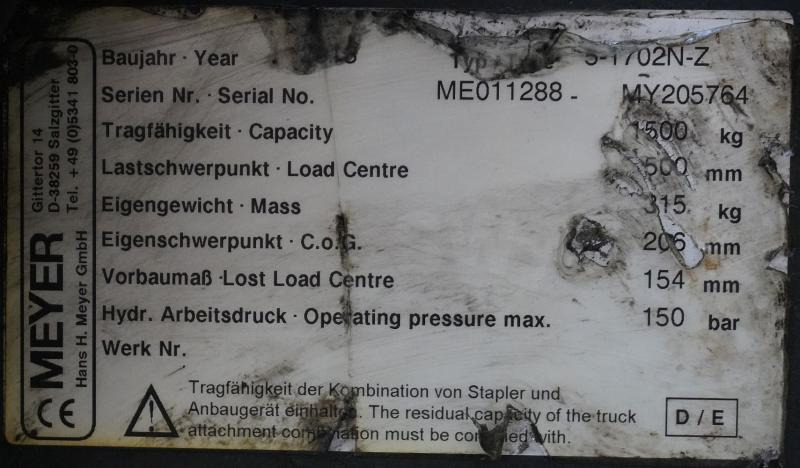 Baujahr · Year
5-1702N-Z
Serien Nr. · Serial No. ME011288 - MY205764
Tragfähigkeit · Capacity 1500 kg
Lastschwerpunkt · Load Centre 500 mm
Eigengewicht · Mass 315 kg
Eigenschwerpunkt · C.o.G. 206 mm
Vorbaumaß · Lost Load Centre 154 mm
Hydr. Arbeitsdruck · Operating pressure max. 150 bar
Werk Nr.
Tragfähigkeit der Kombination von Stapler und
Anbaugerät einhalten. The residual capacity of the truck
attachment combination must be complied with.
D / E
MEYER
Hans H. Meyer GmbH
Gittertor 14
D-38259 Salzgitter
Tel. + 49 (0)5341 803-0
CE